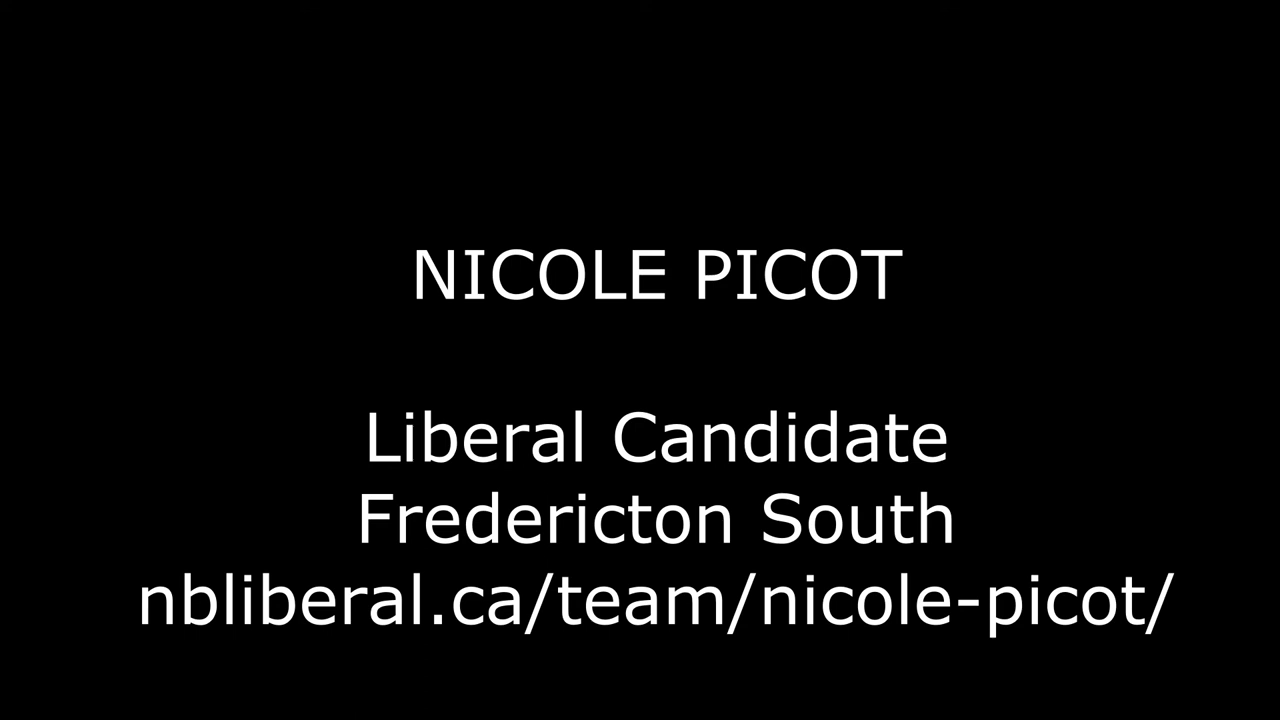 NICOLE PICOT
Liberal Candidate
Fredericton South
nbliberal.ca/team/nicole-picot/